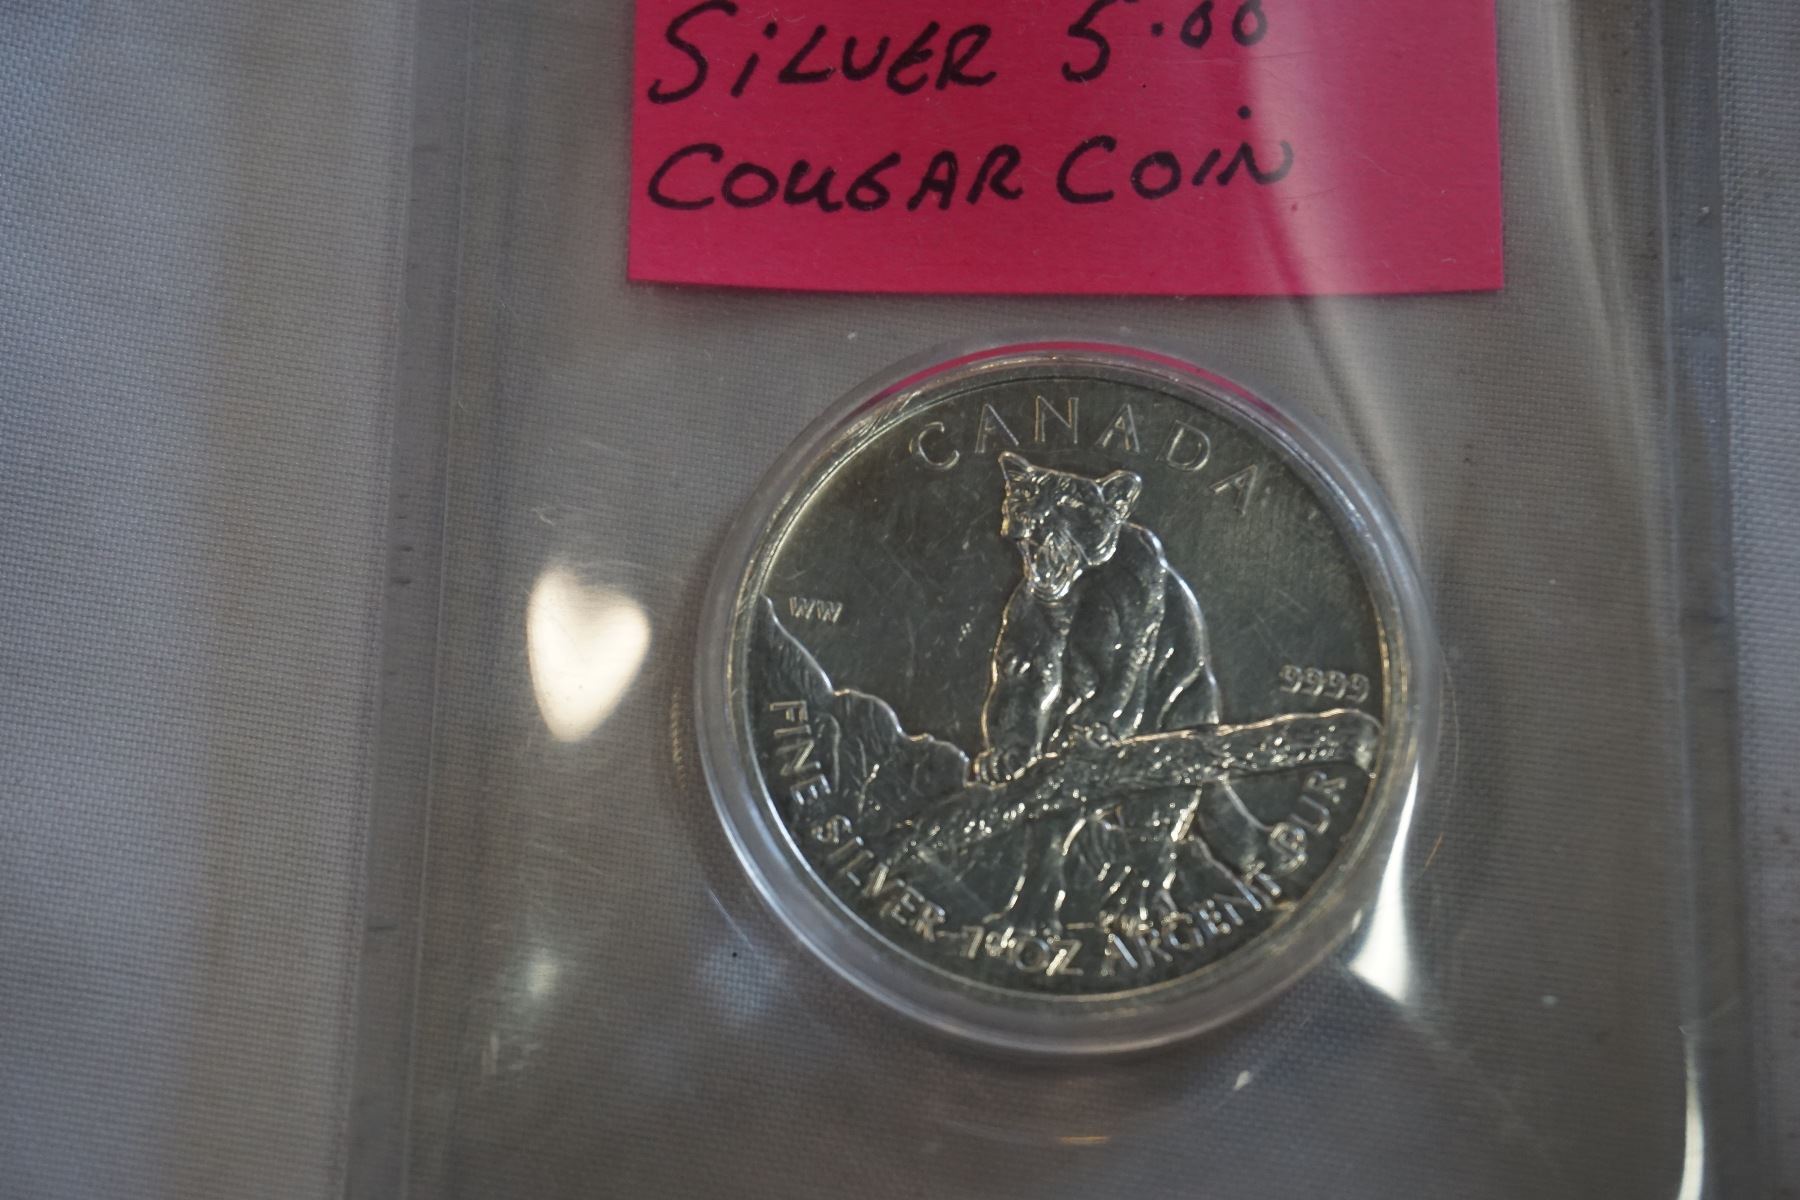 SILVER 5.00
COUGAR COIN
CANADA
WW
9999
FINE SILVER 1 OZ ARGENT PUR